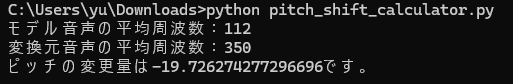 C:\Users\yu\Downloads>python pitch_shift_calculator.py
モデル音声の平均周波数：112
変換元音声の平均周波数：350
ピッチの変更量は-19.726274277296696です。